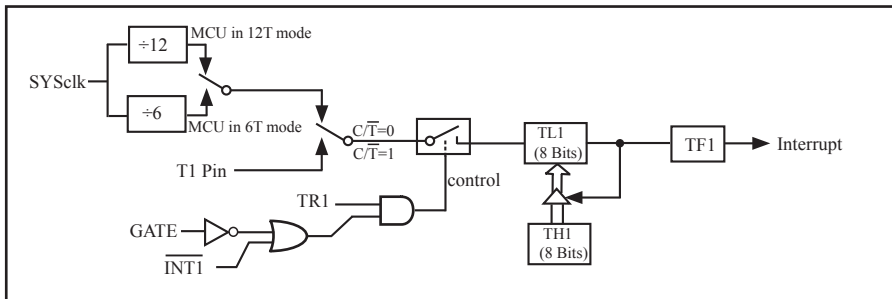 ÷12
MCU in 12T mode
SYSclk
÷6
MCU in 6T mode
C/T̅=0
C/T̅=1
T1 Pin
TL1
(8 Bits)
TF1
Interrupt
control
TR1
GATE
I̅N̅T̅1̅
TH1
(8 Bits)